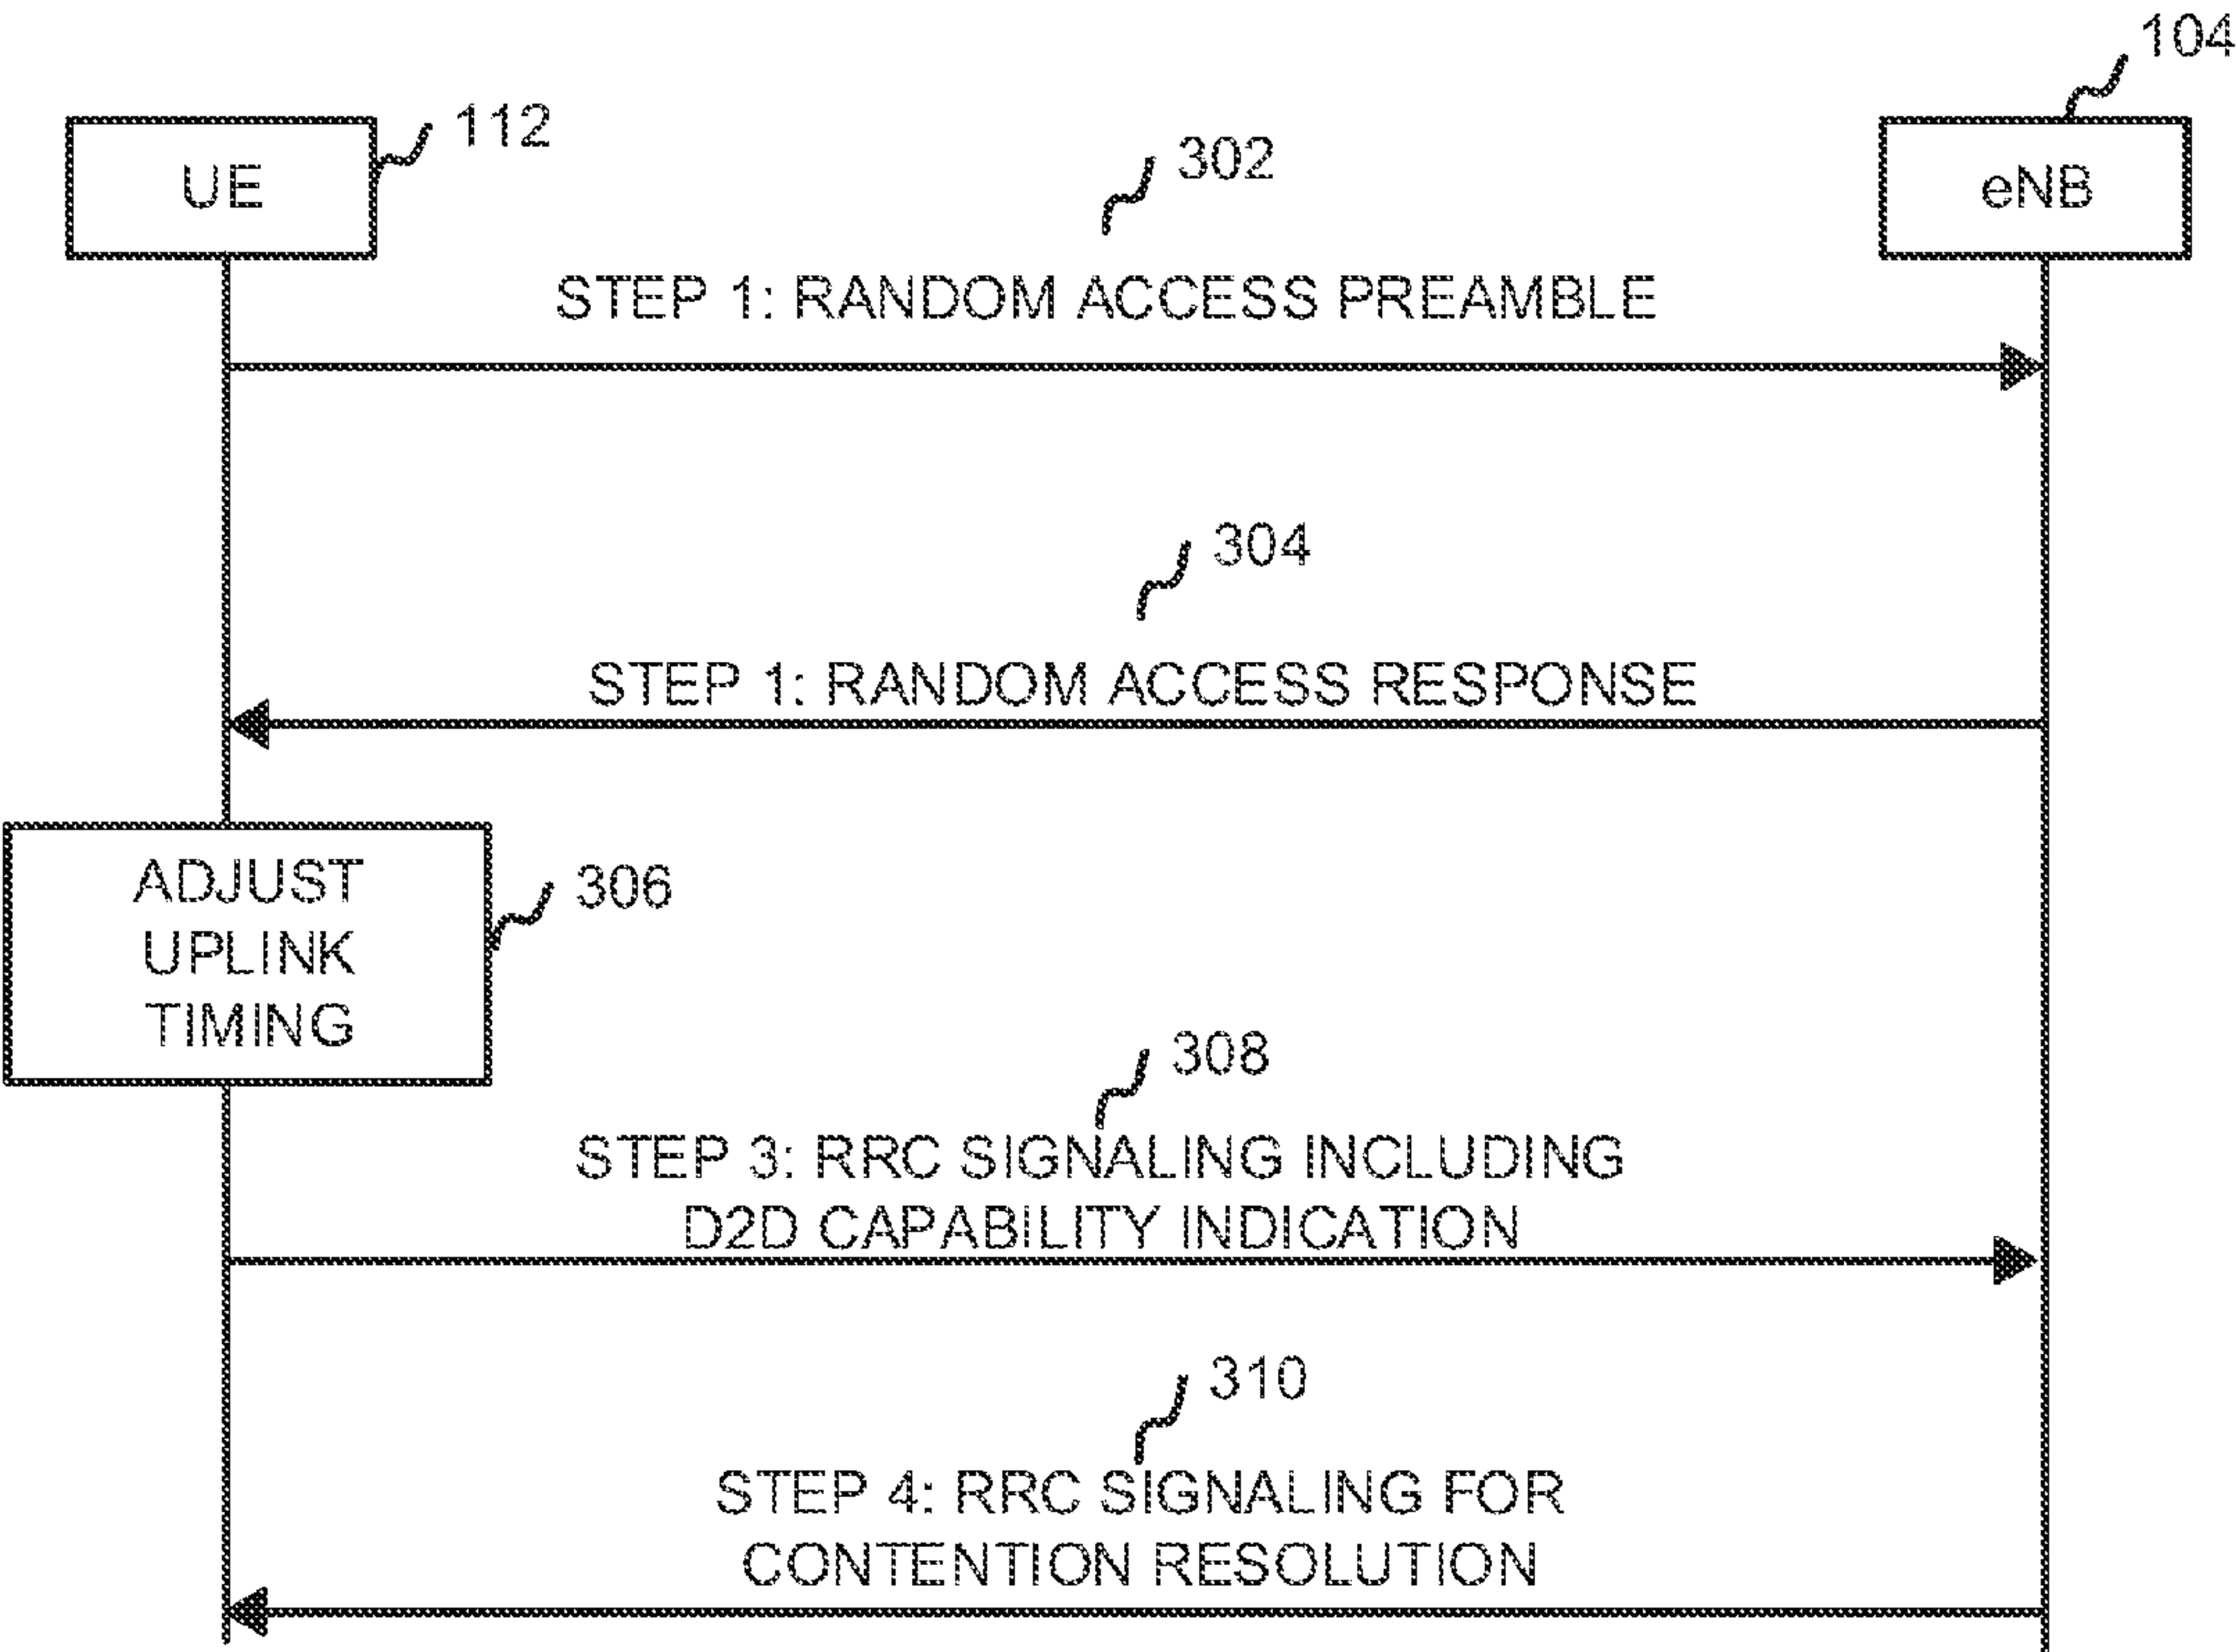 104
112
UE
eNB
302
STEP 1: RANDOM ACCESS PREAMBLE
304
STEP 1: RANDOM ACCESS RESPONSE
ADJUST
UPLINK
TIMING
306
308
STEP 3: RRC SIGNALING INCLUDING
D2D CAPABILITY INDICATION
310
STEP 4: RRC SIGNALING FOR
CONTENTION RESOLUTION